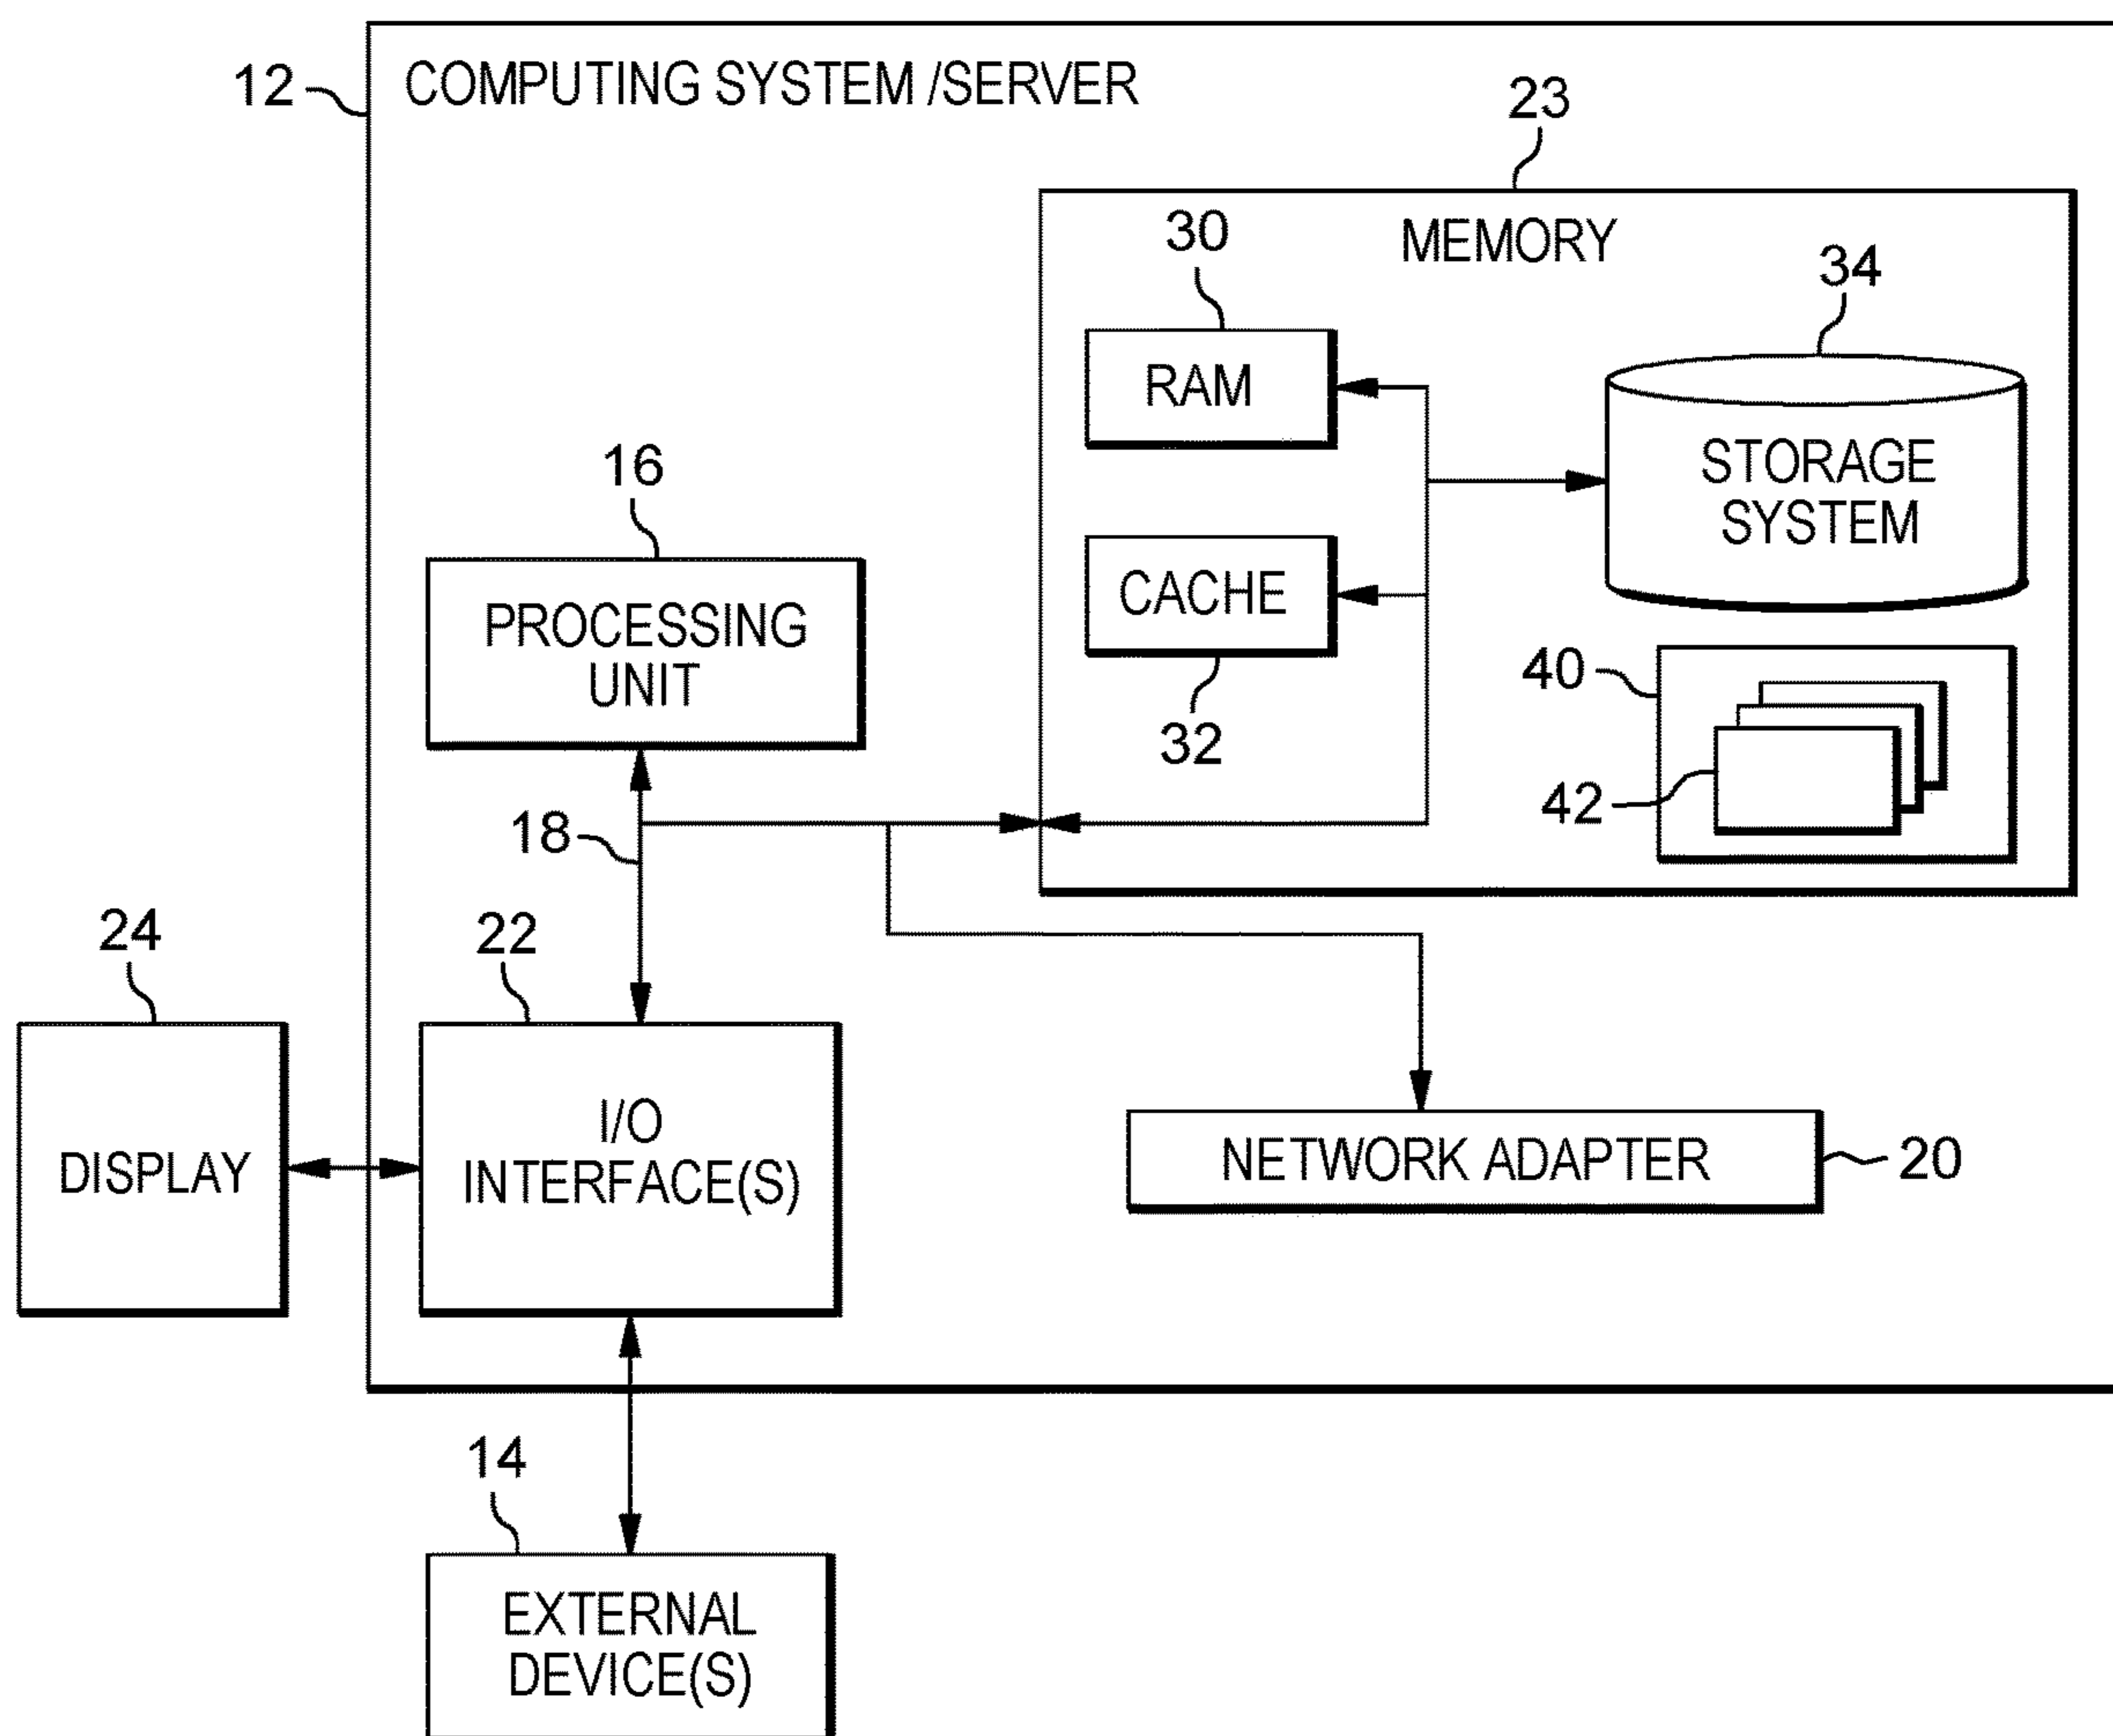 12
COMPUTING SYSTEM /SERVER
23
MEMORY
30
34
RAM
STORAGE
SYSTEM
16
PROCESSING
UNIT
CACHE
32
40
42
18
24
22
DISPLAY
I/O
INTERFACE(S)
NETWORK ADAPTER
20
14
EXTERNAL
DEVICE(S)